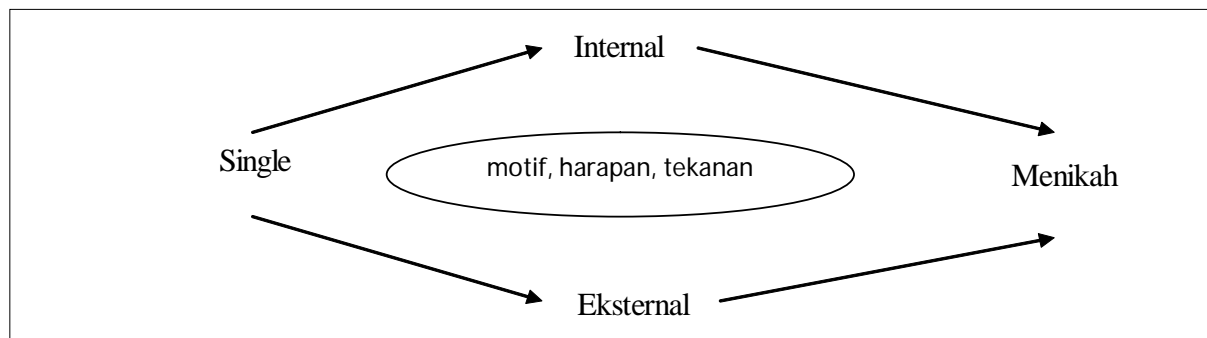 Internal
Single
motif, harapan, tekanan
Menikah
Eksternal